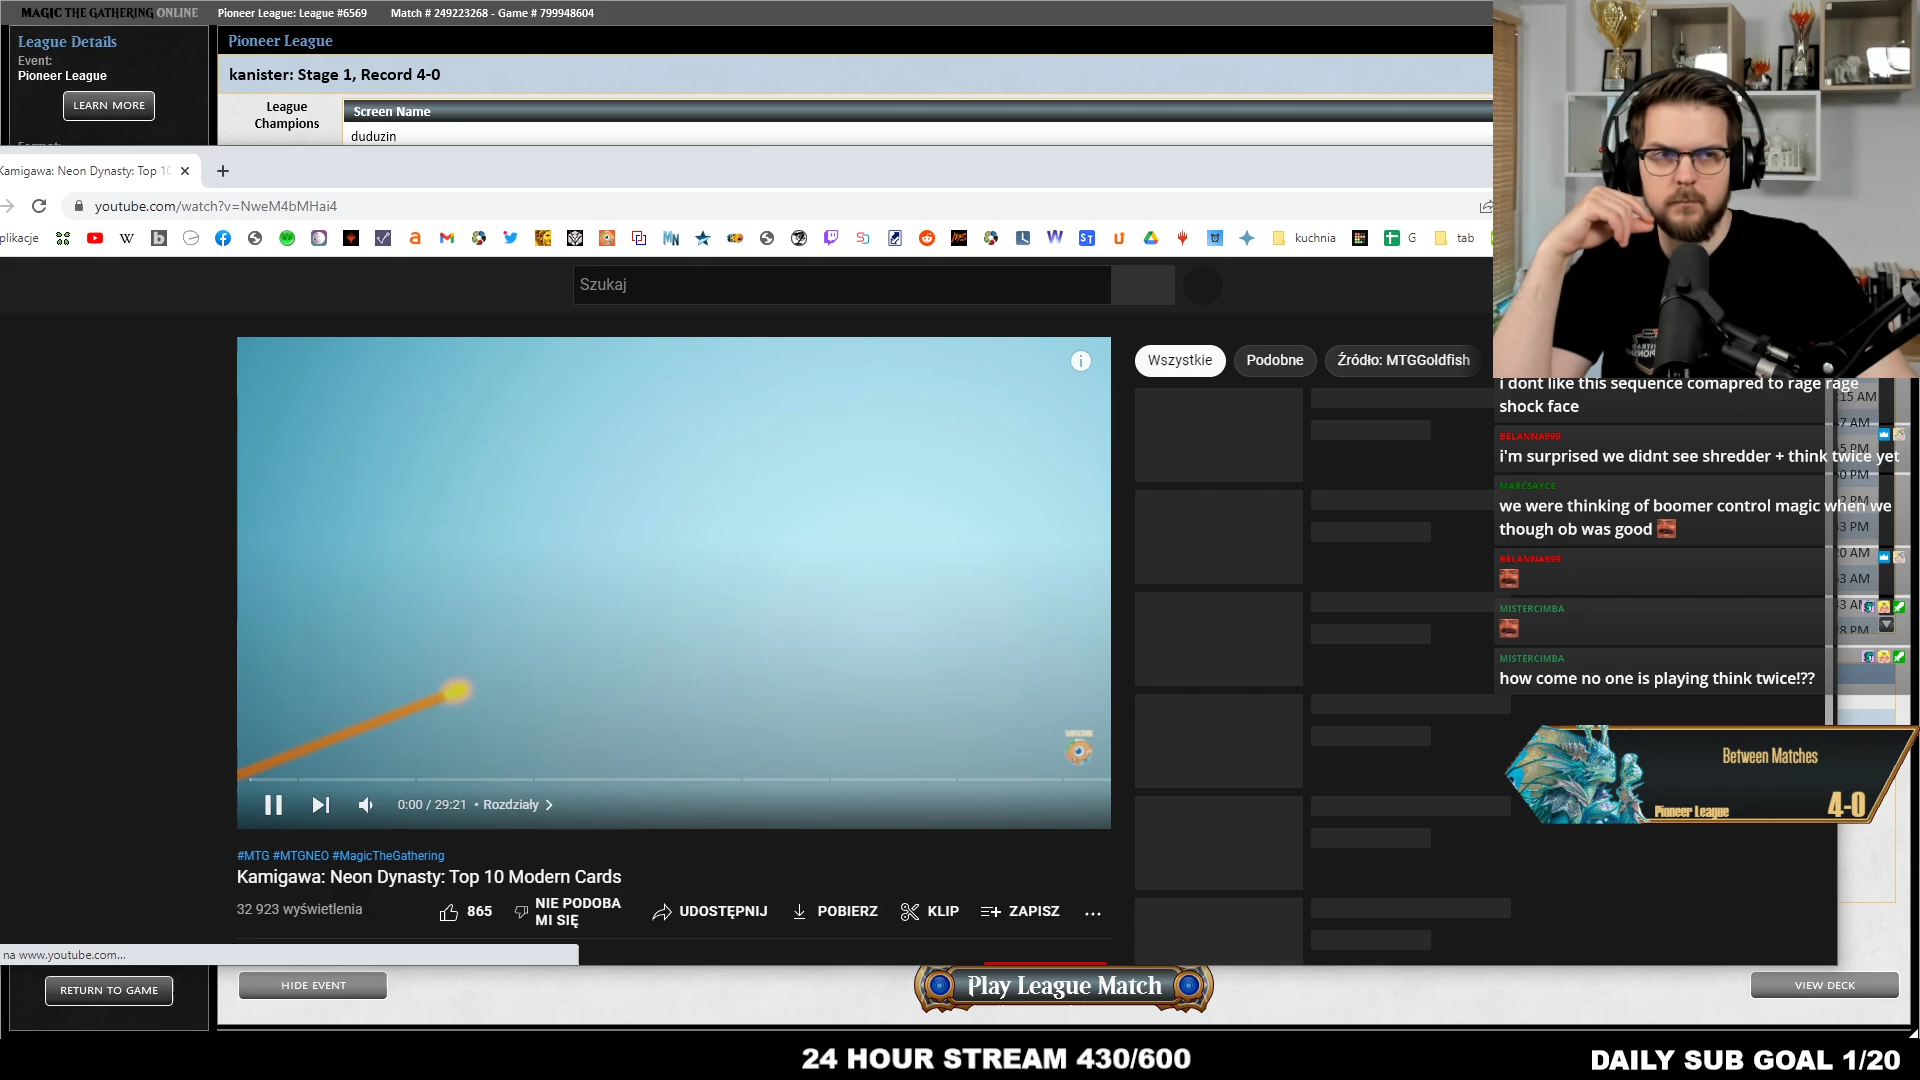 MAGIC THE GATHERING ONLINE
Pioneer League: League #6569
Match # 249223268 - Game # 799948604
League Details
Event:
Pioneer League
LEARN MORE
Pioneer League
kanister: Stage 1, Record 4-0
League
Champions
Screen Name
duduzin
Kamigawa: Neon Dynasty: Top 10
youtube.com/watch?v=NweM4bMHai4
plikacje
kuchnia
G
tab
Szukaj
Wszystkie
Podobne
Źródło: MTGGoldfish
0:00 / 29:21 • Rozdziały
#MTG #MTGNEO #MagicTheGathering
Kamigawa: Neon Dynasty: Top 10 Modern Cards
32 923 wyświetlenia
865
NIE PODOBA
MI SIĘ
UDOSTĘPNIJ
POBIERZ
KLIP
ZAPISZ
...
na www.youtube.com...
i dont like this sequence comapred to rage rage
shock face
BELANNA999
i'm surprised we didnt see shredder + think twice yet
MARCSAYCE
we were thinking of boomer control magic when we
though ob was good
BELANNA999
MISTERCIMBA
MISTERCIMBA
how come no one is playing think twice!??
Between Matches
Pioneer League
4-0
RETURN TO GAME
HIDE EVENT
Play League Match
VIEW DECK
24 HOUR STREAM 430/600
DAILY SUB GOAL 1/20